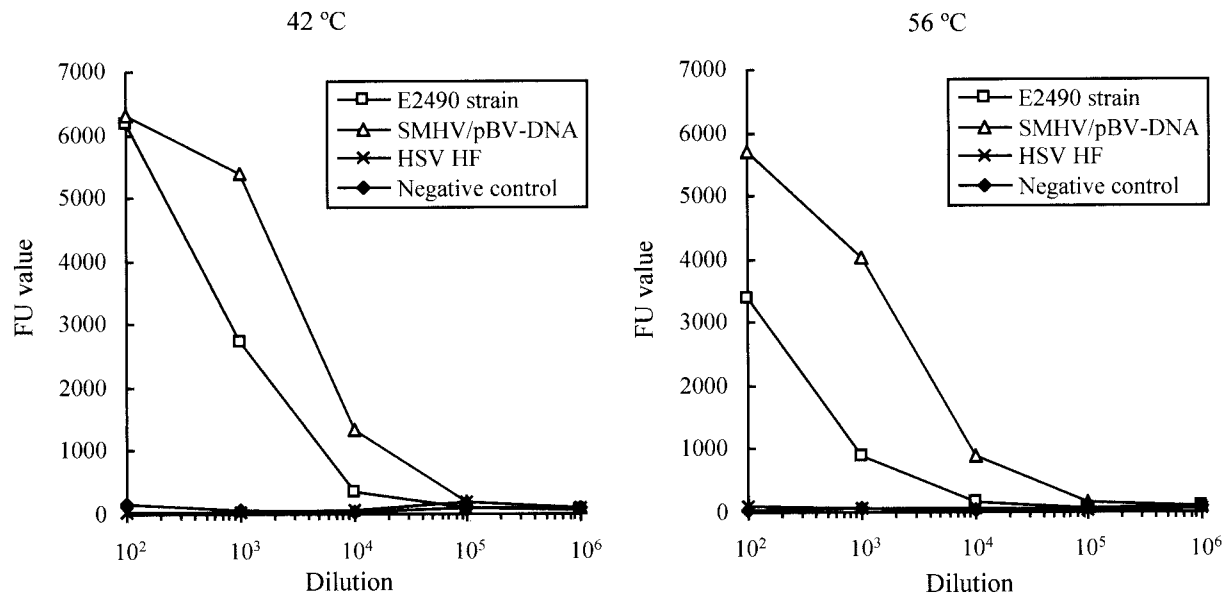 42 ºC
7000
6000
5000
4000
3000
2000
1000
0
FU value
E2490 strain
SMHV/pBV-DNA
HSV HF
Negative control
10²
10³
10⁴
10⁵
10⁶
Dilution
56 ºC
7000
6000
5000
4000
3000
2000
1000
0
FU value
E2490 strain
SMHV/pBV-DNA
HSV HF
Negative control
10²
10³
10⁴
10⁵
10⁶
Dilution